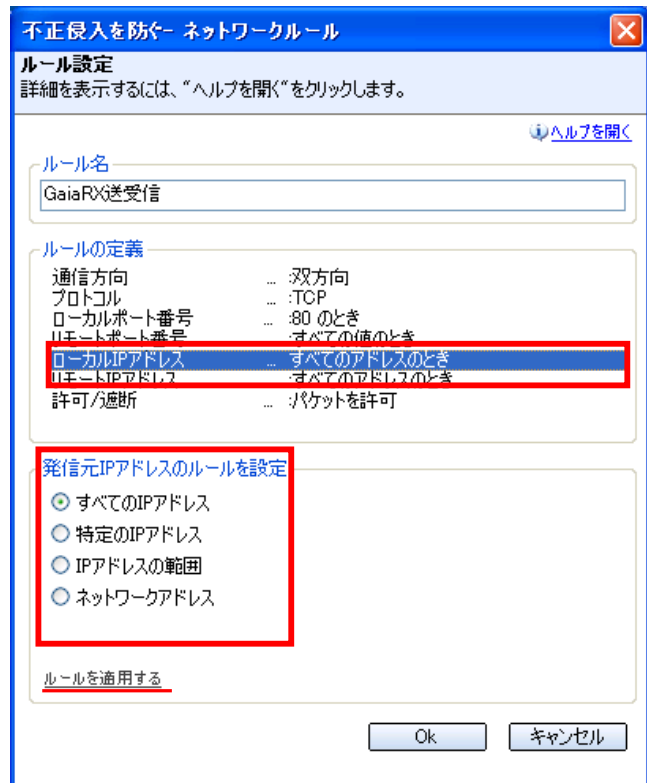 不正侵入を防ぐ- ネットワークルール
ルール設定
詳細を表示するには、“ヘルプを開く“をクリックします。
ヘルプを開く
ルール名
GaiaRX送受信
ルールの定義
通信方向 ... :双方向
プロトコル ... :TCP
ローカルポート番号 ... :80 のとき
リモートポート番号 :すべての値のとき
ローカルIPアドレス ... すべてのアドレスのとき
リモートIPアドレス :すべてのアドレスのとき
許可/遮断 ... :パケットを許可
発信元IPアドレスのルールを設定
すべてのIPアドレス
特定のIPアドレス
IPアドレスの範囲
ネットワークアドレス
ルールを適用する
Ok キャンセル